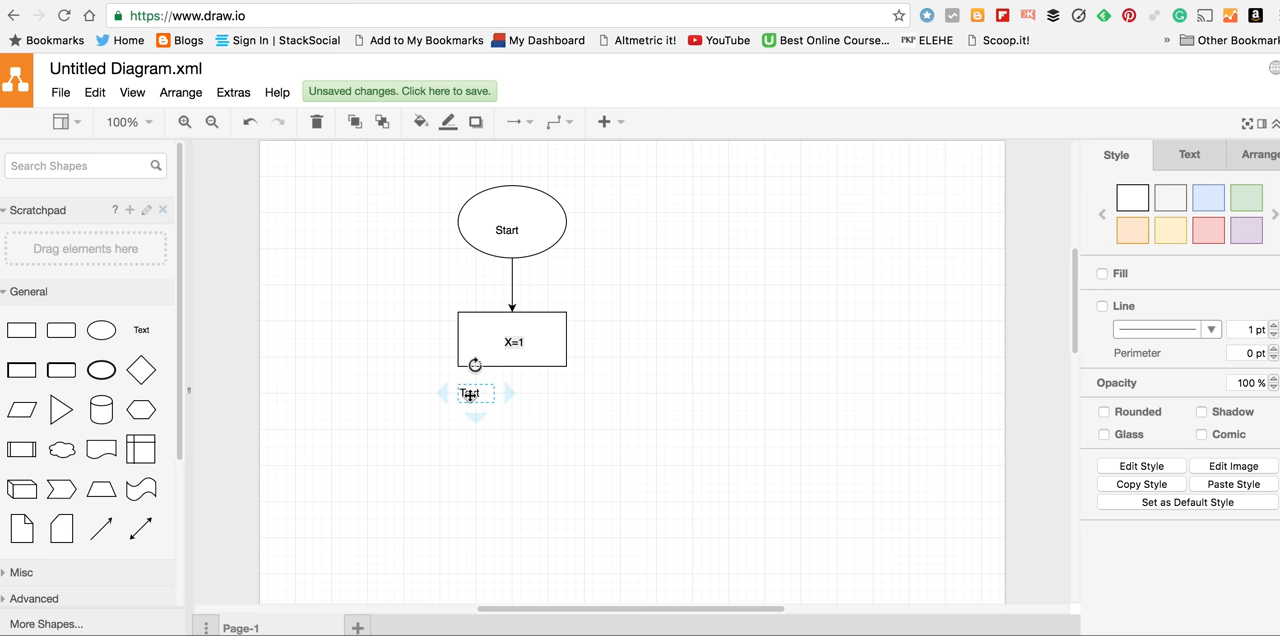 https://www.draw.io
Bookmarks Home Blogs Sign In | StackSocial Add to My Bookmarks My Dashboard Altmetric it! YouTube Best Online Course... PKP ELEHE Scoop.it! » Other Bookmar
Untitled Diagram.xml
File Edit View Arrange Extras Help Unsaved changes. Click here to save.
100%
Search Shapes
Style Text Arrange
Scratchpad ?
Drag elements here
Start
General
Fill
Line
Text
1 pt
X=1
Perimeter 0 pt
Opacity 100 %
Text
Rounded Shadow
Glass Comic
Edit Style Edit Image
Copy Style Paste Style
Set as Default Style
Misc
Advanced
More Shapes...
Page-1